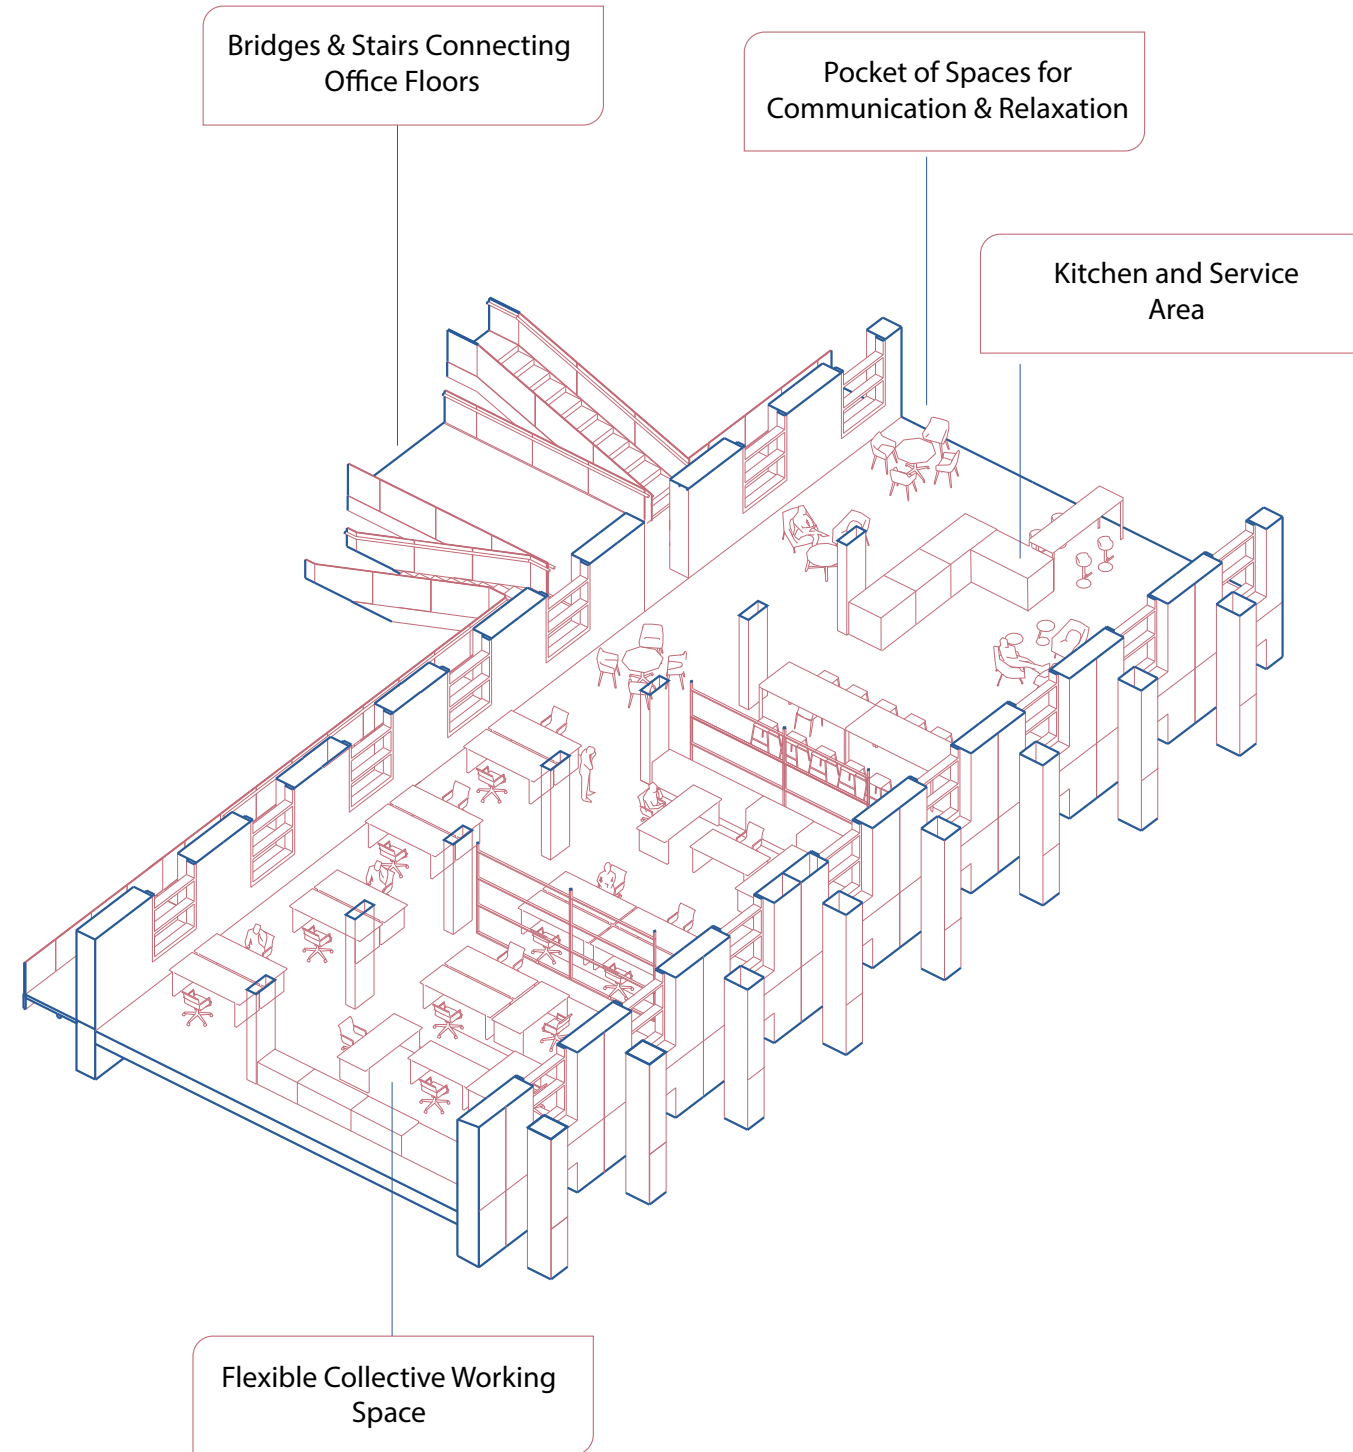 Bridges & Stairs Connecting
Office Floors
Pocket of Spaces for
Communication & Relaxation
Kitchen and Service
Area
Flexible Collective Working
Space